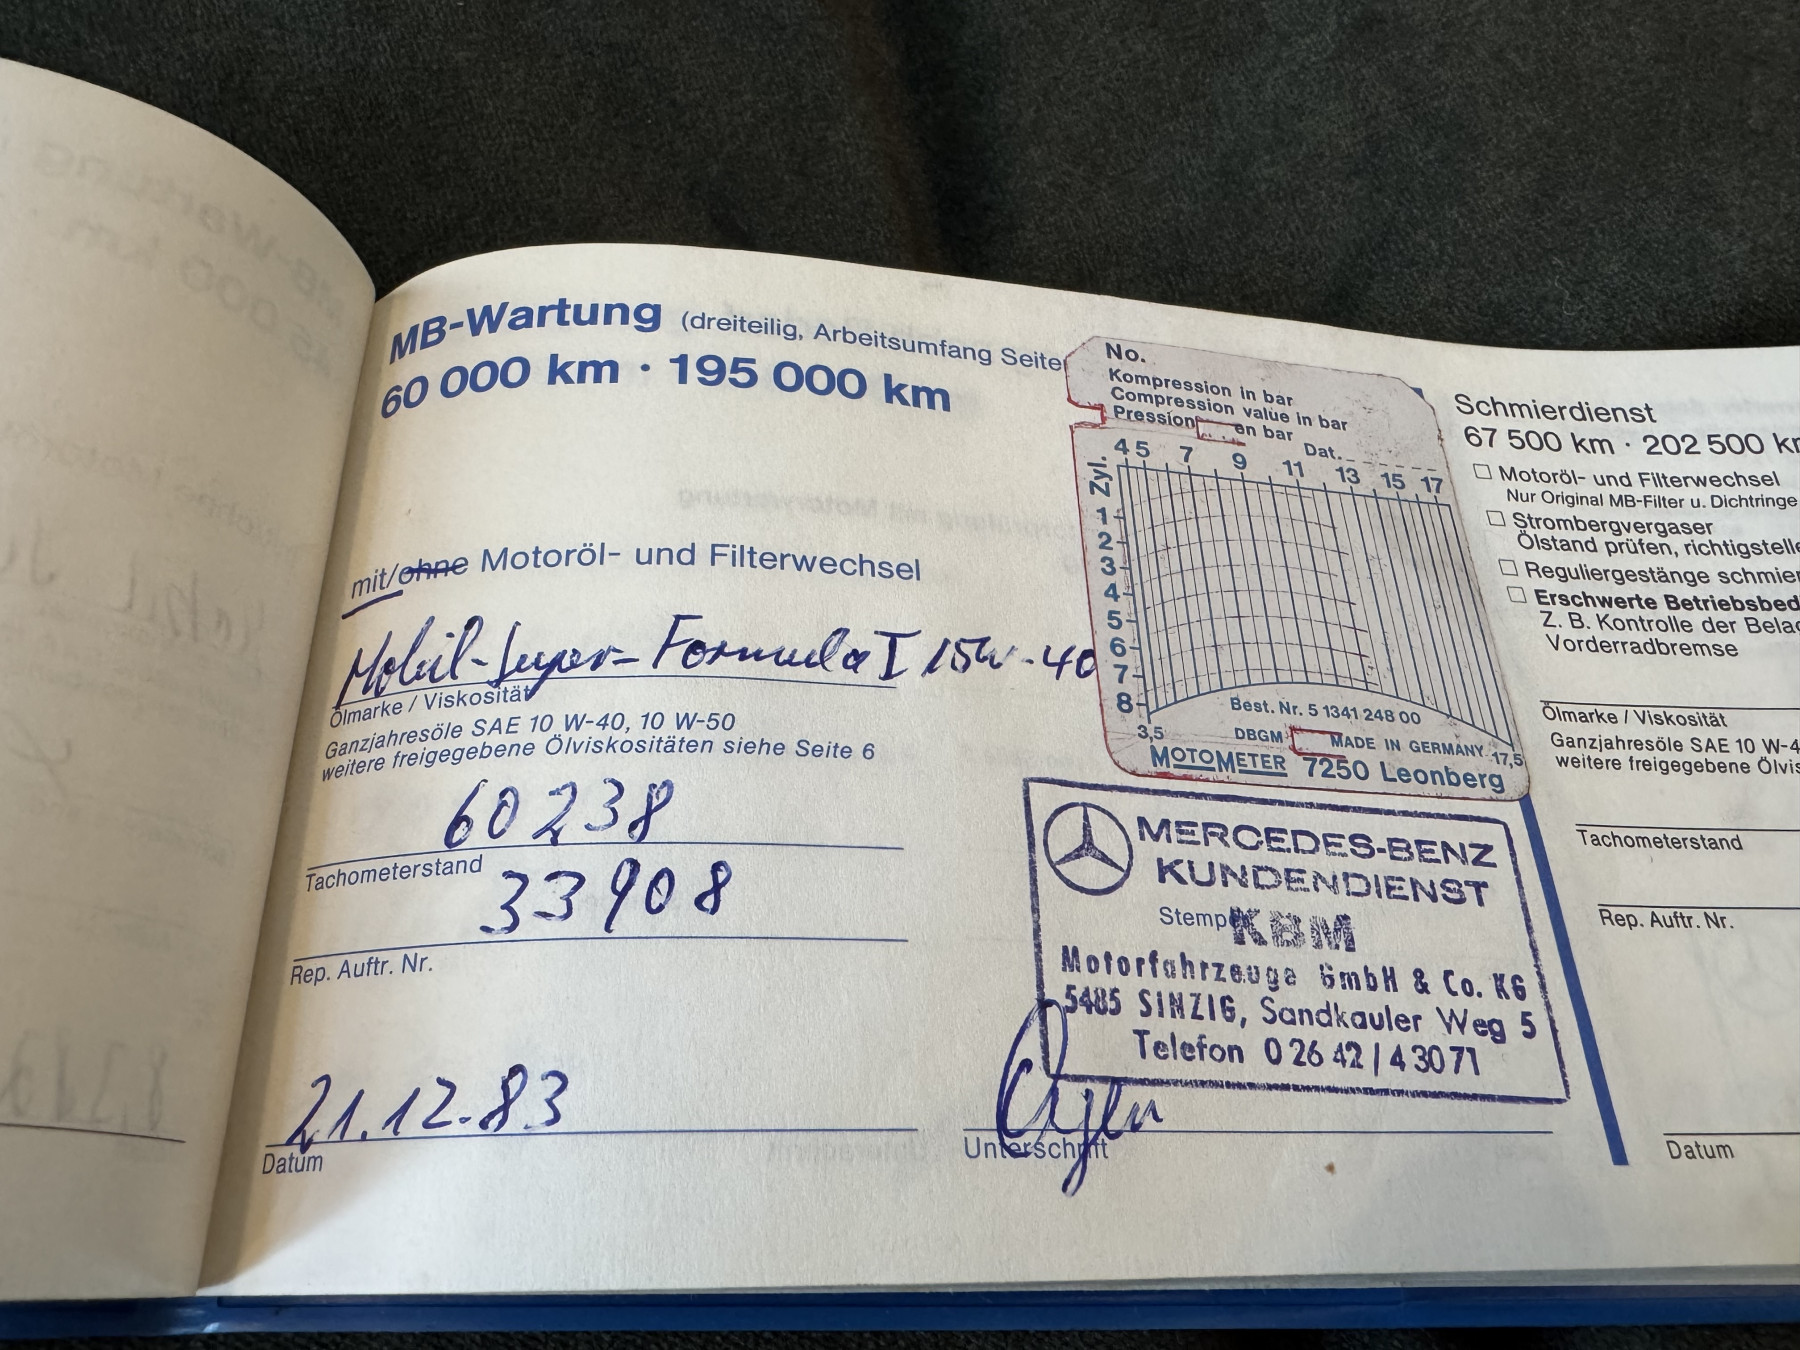 MB-Wartung (dreiteilig, Arbeitsumfang Seite
60 000 km · 195 000 km
mit/ohne Motoröl- und Filterwechsel
Mobil-Super-Formula I 15W-40
Ölmarke / Viskosität
Ganzjahresöle SAE 10 W-40, 10 W-50
weitere freigegebene Ölviskositäten siehe Seite 6
60238
Tachometerstand
33908
Rep. Auftr. Nr.
21.12.83
Datum
No.
Kompression in bar
Compression value in bar
Pression en bar
Dat.
4 5 7 9 11 13 15 17
Zyl.
1
2
3
4
5
6
7
8
3,5
17,5
Best. Nr. 5 1341 248 00
DBGM MADE IN GERMANY
MOTOMETER 7250 Leonberg
MERCEDES-BENZ
KUNDENDIENST
Stemp
KBM
Motorfahrzeuge GmbH & Co. KG
5485 SINZIG, Sandkauler Weg 5
Telefon 0 26 42 / 4 30 71
Unterschrift
Schmierdienst
67 500 km · 202 500 km
Motoröl- und Filterwechsel
Nur Original MB-Filter u. Dichtringe
Strombergvergaser
Ölstand prüfen, richtigstelle
Reguliergestänge schmier
Erschwerte Betriebsbed
Z. B. Kontrolle der Belag
Vorderradbremse
Ölmarke / Viskosität
Ganzjahresöle SAE 10 W-4
weitere freigegebene Ölvis
Tachometerstand
Rep. Auftr. Nr.
Datum